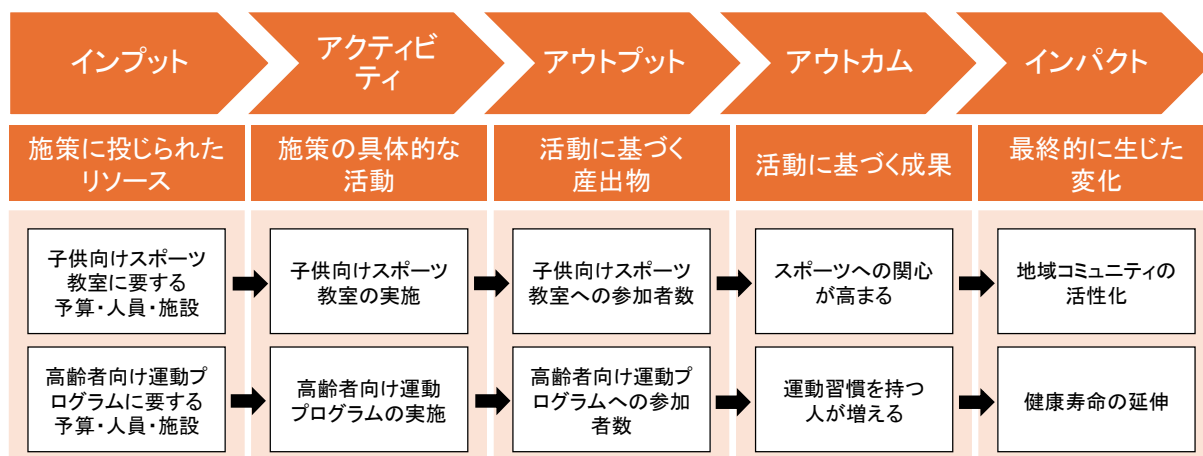 インプット
アクティビ
ティ
アウトプット
アウトカム
インパクト
施策に投じられた
リソース
施策の具体的な
活動
活動に基づく
産出物
活動に基づく成果
最終的に生じた
変化
子供向けスポーツ
教室に要する
予算・人員・施設
子供向けスポーツ
教室の実施
子供向けスポーツ
教室への参加者数
スポーツへの関心
が高まる
地域コミュニティの
活性化
高齢者向け運動プ
ログラムに要する
予算・人員・施設
高齢者向け運動
プログラムの実施
高齢者向け運動プ
ログラムへの参加
者数
運動習慣を持つ
人が増える
健康寿命の延伸